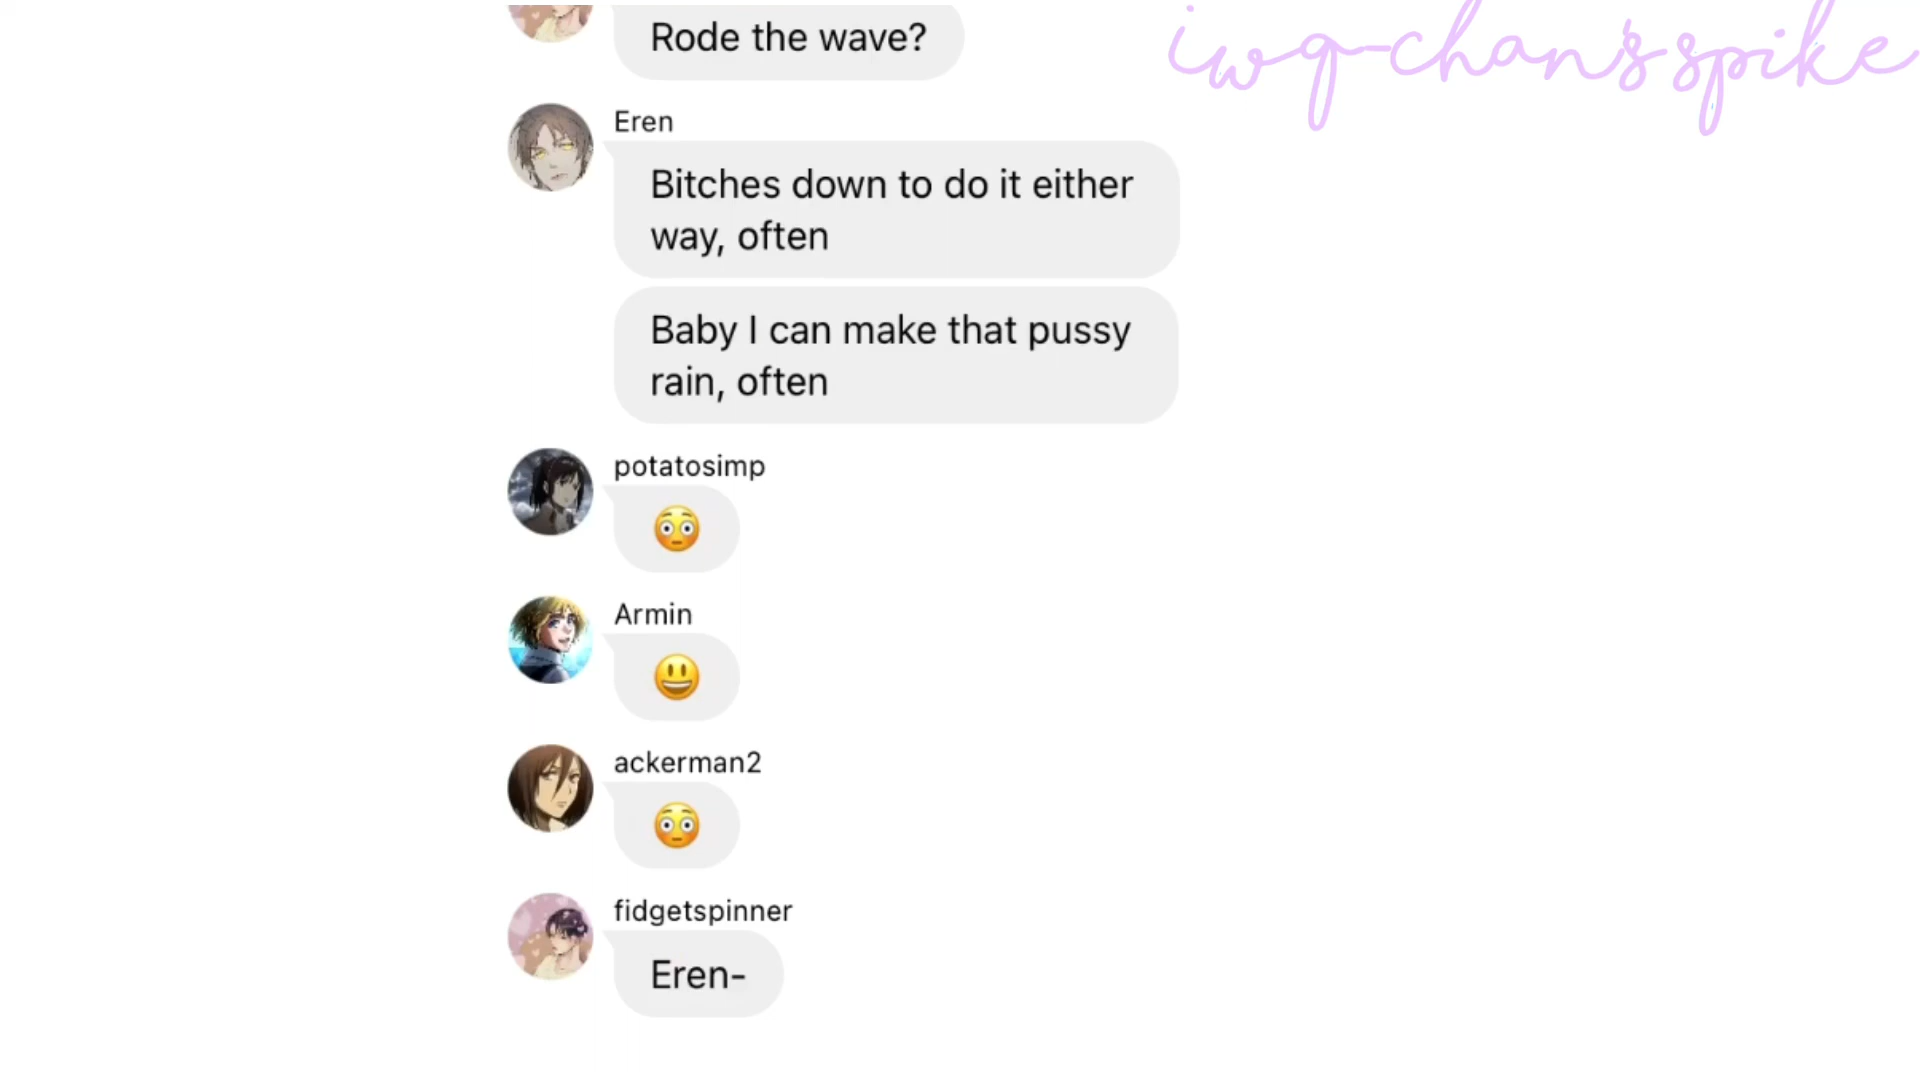 Rode the wave?
iwq-chan's spike
Eren
Bitches down to do it either
way, often
Baby I can make that pussy
rain, often
potatosimp
😳
Armin
😃
ackerman2
😳
fidgetspinner
Eren-